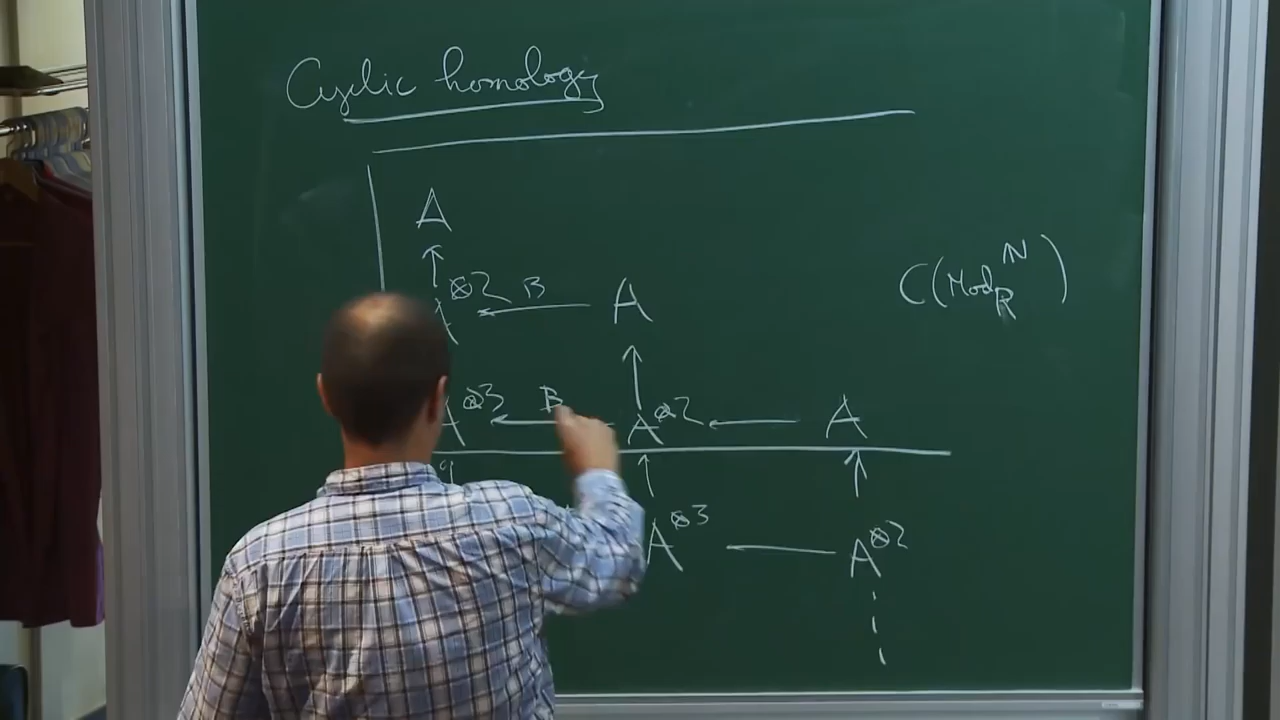 Cyclic homology
A
A⊗2 B A
C(Mod_R^ℕ)
A⊗3 B A⊗2 A
A⊗3 A⊗2